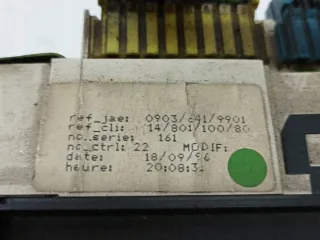 ref_jae: 0903/641/9901
ref_cli: 14/801/100/80
no_serie: 161
no_ctrl: 22 MODIF:
date: 18/09/96
heure: 20:08:3